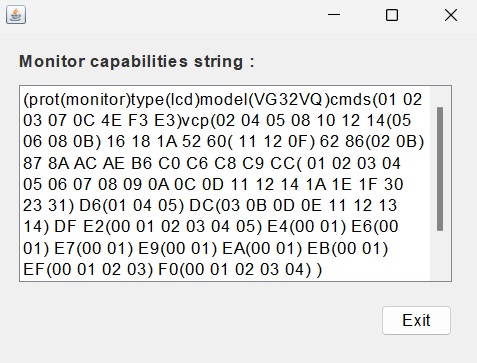 Monitor capabilities string :
(prot(monitor)type(lcd)model(VG32VQ)cmds(01 02
03 07 0C 4E F3 E3)vcp(02 04 05 08 10 12 14(05
06 08 0B) 16 18 1A 52 60( 11 12 0F) 62 86(02 0B)
87 8A AC AE B6 C0 C6 C8 C9 CC( 01 02 03 04
05 06 07 08 09 0A 0C 0D 11 12 14 1A 1E 1F 30
23 31) D6(01 04 05) DC(03 0B 0D 0E 11 12 13
14) DF E2(00 01 02 03 04 05) E4(00 01) E6(00
01) E7(00 01) E9(00 01) EA(00 01) EB(00 01)
EF(00 01 02 03) F0(00 01 02 03 04) )
Exit